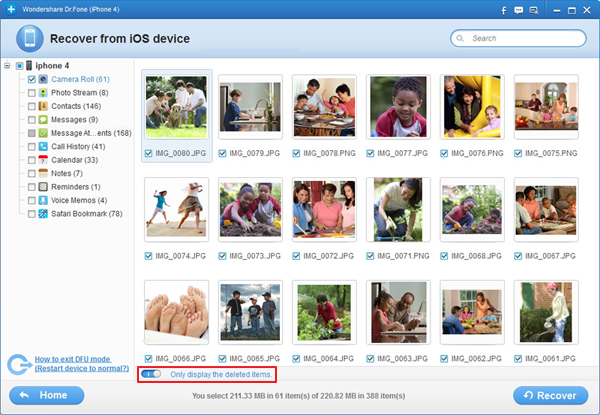 Wondershare Dr.Fone (iPhone 4)
Recover from iOS device
Search
iphone 4
Camera Roll (61)
Photo Stream (8)
Contacts (146)
Messages (9)
Message At...ents (168)
Call History (41)
Calendar (33)
Notes (7)
Reminders (1)
Voice Memos (4)
Safari Bookmark (78)
IMG_0080.JPG
IMG_0079.JPG
IMG_0078.PNG
IMG_0077.JPG
IMG_0076.PNG
IMG_0075.PNG
IMG_0074.JPG
IMG_0073.JPG
IMG_0072.JPG
IMG_0071.PNG
IMG_0068.JPG
IMG_0067.JPG
IMG_0066.JPG
IMG_0065.JPG
IMG_0064.JPG
IMG_0063.JPG
IMG_0062.JPG
IMG_0061.JPG
How to exit DFU mode
(Restart device to normal?)
Only display the deleted items.
Home
You select 211.33 MB in 61 item(s) of 220.82 MB in 388 item(s)
Recover